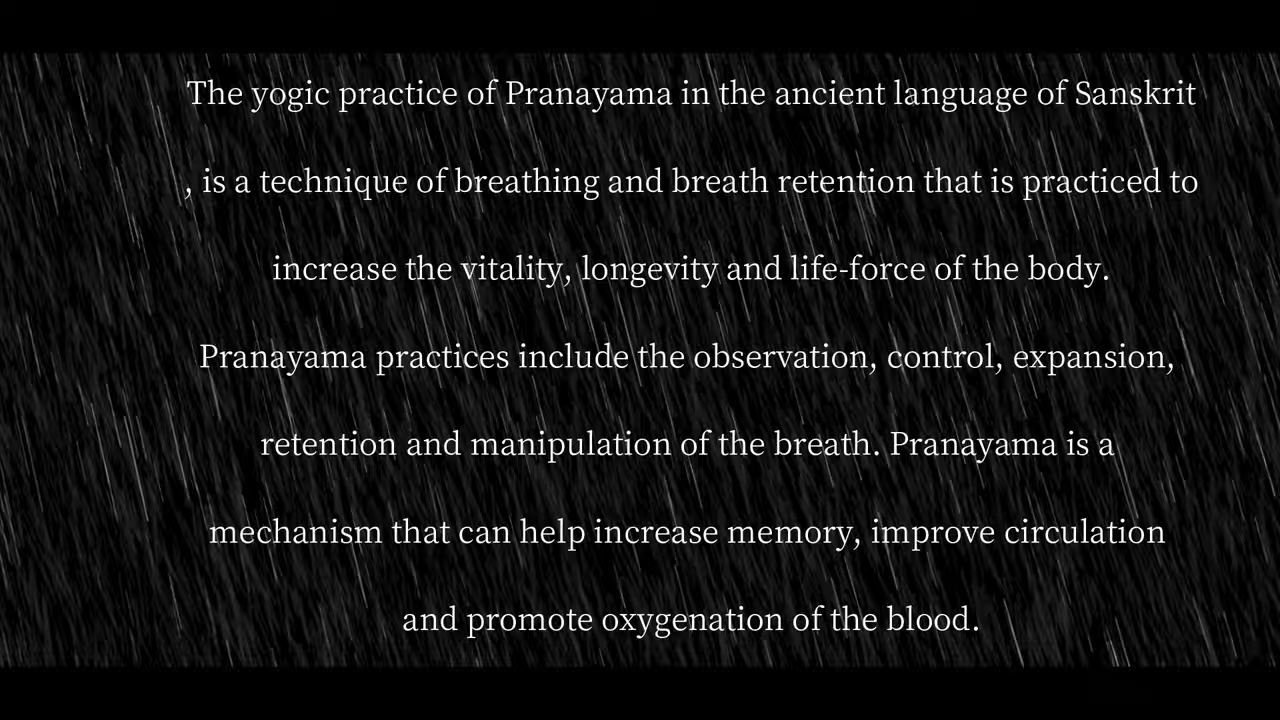 The yogic practice of Pranayama in the ancient language of Sanskrit
, is a technique of breathing and breath retention that is practiced to
increase the vitality, longevity and life-force of the body.
Pranayama practices include the observation, control, expansion,
retention and manipulation of the breath. Pranayama is a
mechanism that can help increase memory, improve circulation
and promote oxygenation of the blood.